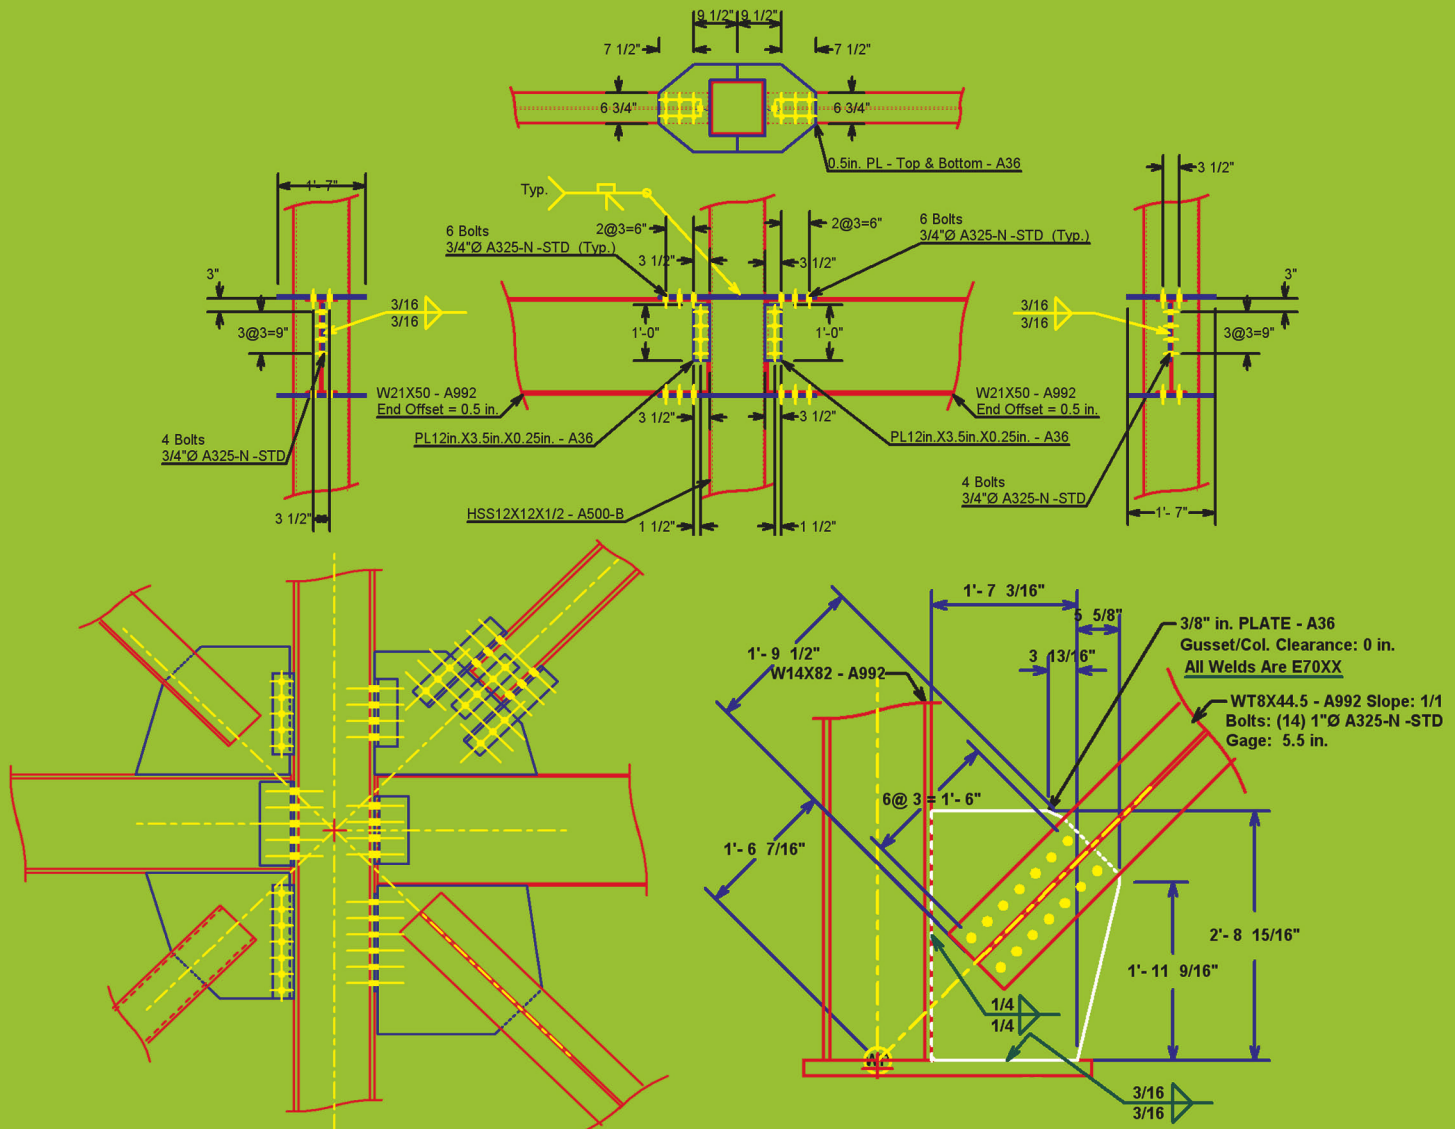 9 1/2" 9 1/2"
7 1/2" 7 1/2"
6 3/4" 6 3/4"
0.5in. PL - Top & Bottom - A36
1'- 7"
Typ.
3 1/2"
2@3=6" 2@3=6"
6 Bolts
3/4"Ø A325-N -STD (Typ.)
6 Bolts
3/4"Ø A325-N -STD (Typ.)
3 1/2" 3 1/2"
3"
3"
3/16
3/16
3/16
3/16
3@3=9"
1'-0" 1'-0"
3@3=9"
W21X50 - A992
End Offset = 0.5 in.
W21X50 - A992
End Offset = 0.5 in.
3 1/2" 3 1/2"
PL12in.X3.5in.X0.25in. - A36
PL12in.X3.5in.X0.25in. - A36
4 Bolts
3/4"Ø A325-N -STD
4 Bolts
3/4"Ø A325-N -STD
3 1/2"
HSS12X12X1/2 - A500-B
1 1/2" 1 1/2"
1'- 7"
1'- 7 3/16"
5 5/8"
3/8" in. PLATE - A36
Gusset/Col. Clearance: 0 in.
All Welds Are E70XX
1'- 9 1/2"
3 13/16"
W14X82 - A992
WT8X44.5 - A992 Slope: 1/1
Bolts: (14) 1"Ø A325-N -STD
Gage: 5.5 in.
6@ 3 = 1'- 6"
1'- 6 7/16"
2'- 8 15/16"
1'- 11 9/16"
1/4
1/4
WP
3/16
3/16